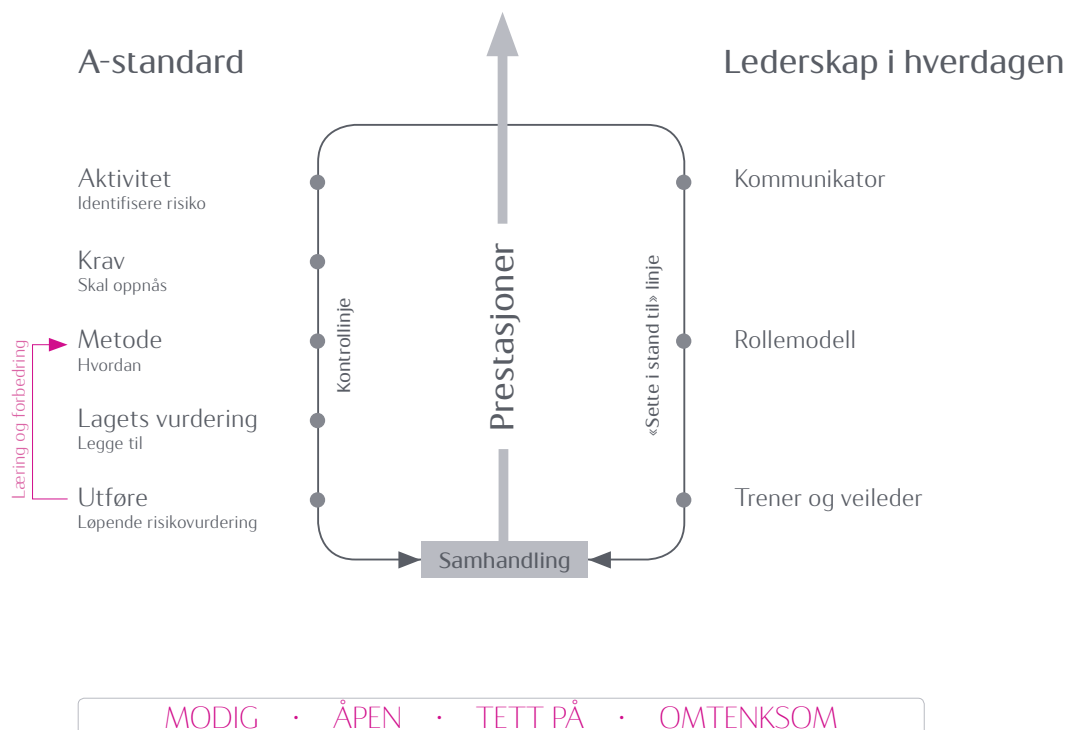 A-standard
Lederskap i hverdagen
Aktivitet
Identifisere risiko
Krav
Skal oppnås
Metode
Hvordan
Lagets vurdering
Legge til
Utføre
Løpende risikovurdering
Læring og forbedring
Kontrollinje
Prestasjoner
«Sette i stand til» linje
Kommunikator
Rollemodell
Trener og veileder
Samhandling
MODIG · ÅPEN · TETT PÅ · OMTENKSOM